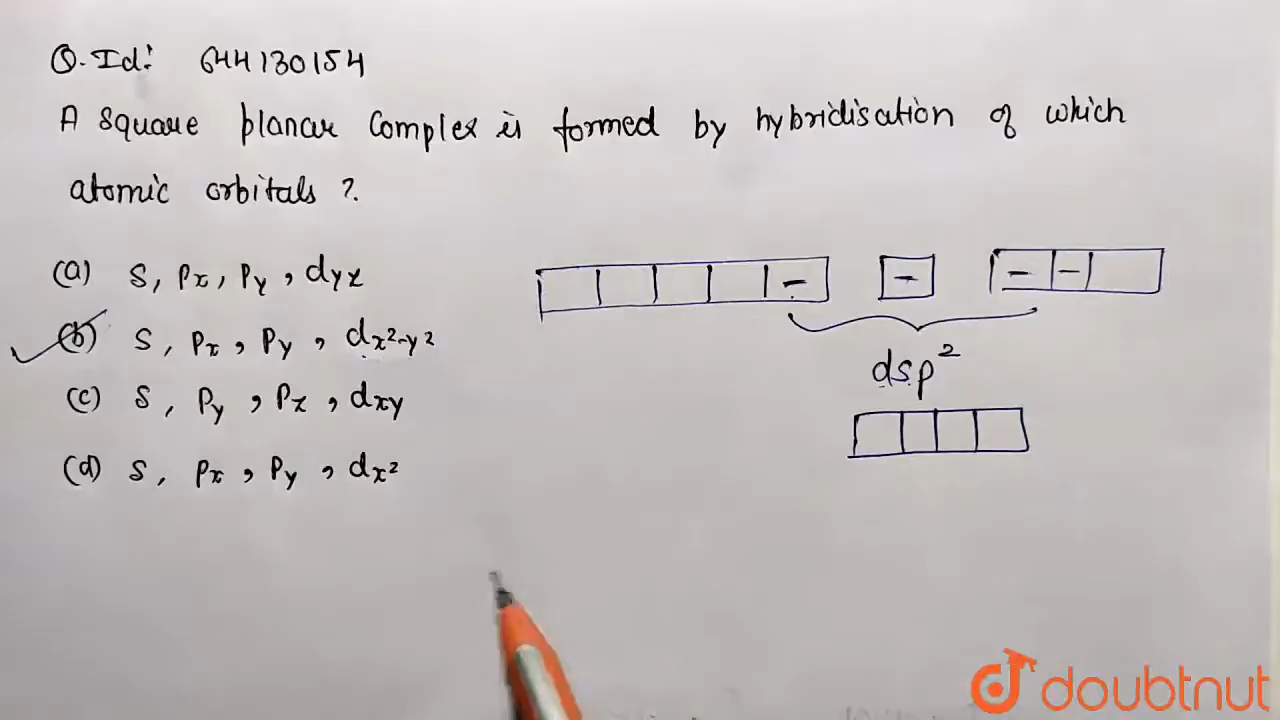 Q.Id: 644130154
A square planar complex is formed by hybridisation of which
atomic orbitals ?
(a) s, px, py, dyz
(b) s, px, py, dx²-y²
(c) s, py, pz, dxy
(d) s, px, py, dx²
dsp²
doubtnut